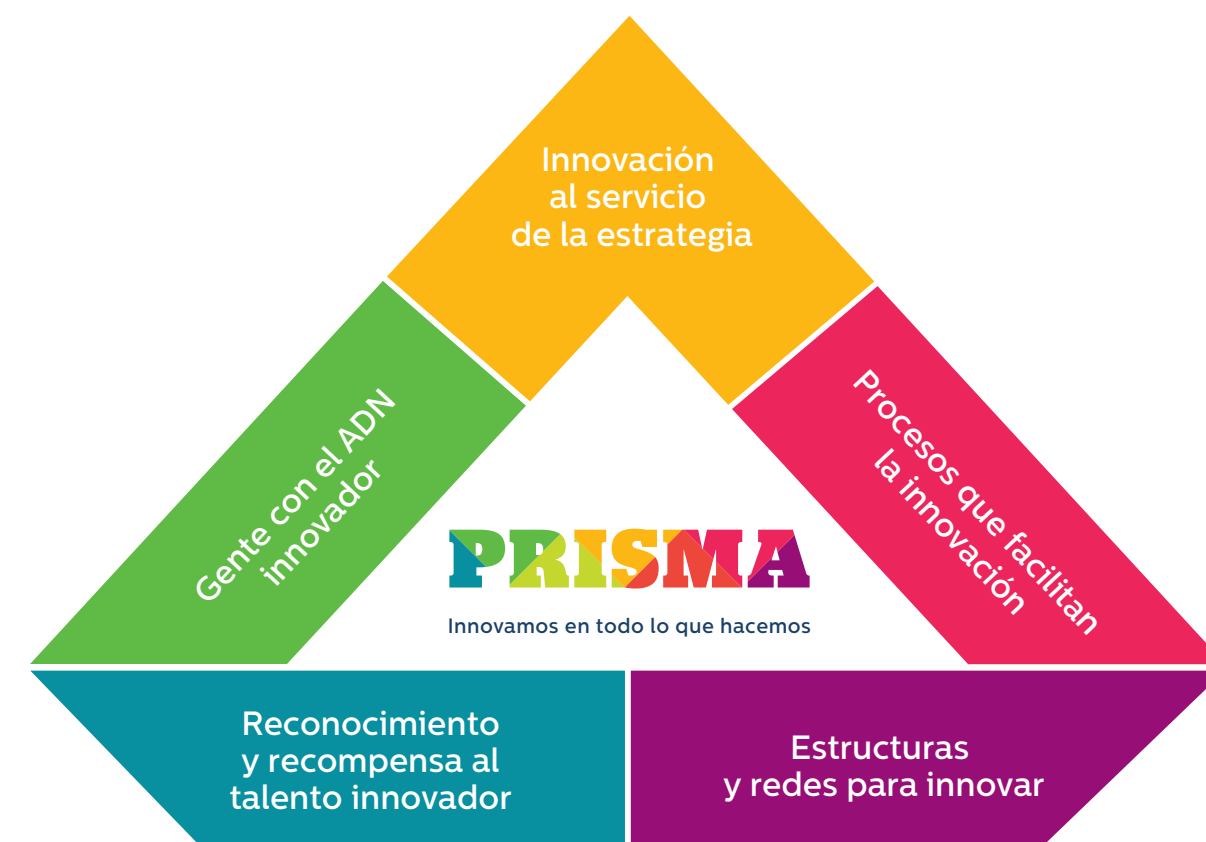 Innovación
al servicio
de la estrategia
Gente con el ADN
innovador
Procesos que facilitan
la innovación
PRISMA
Innovamos en todo lo que hacemos
Reconocimiento
y recompensa al
talento innovador
Estructuras
y redes para innovar